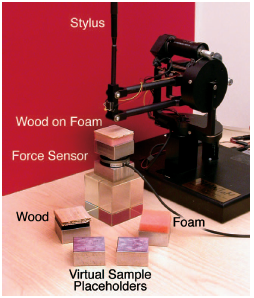 Stylus
Wood on Foam
Force Sensor
Wood
Foam
Virtual Sample
Placeholders